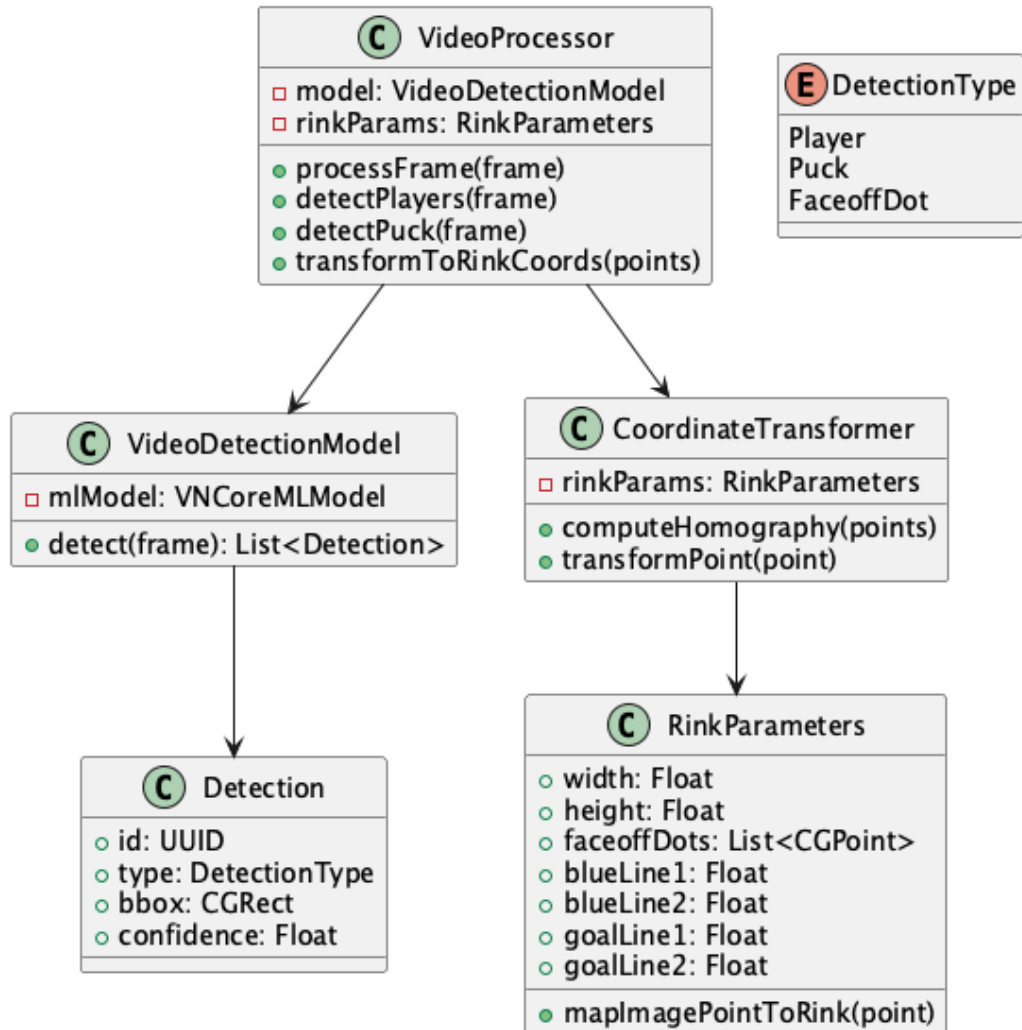 C VideoProcessor
model: VideoDetectionModel
rinkParams: RinkParameters
processFrame(frame)
detectPlayers(frame)
detectPuck(frame)
transformToRinkCoords(points)
E DetectionType
Player
Puck
FaceoffDot
C VideoDetectionModel
mlModel: VNCoreMLModel
detect(frame): List<Detection>
C CoordinateTransformer
rinkParams: RinkParameters
computeHomography(points)
transformPoint(point)
C Detection
id: UUID
type: DetectionType
bbox: CGRect
confidence: Float
C RinkParameters
width: Float
height: Float
faceoffDots: List<CGPoint>
blueLine1: Float
blueLine2: Float
goalLine1: Float
goalLine2: Float
mapImagePointToRink(point)